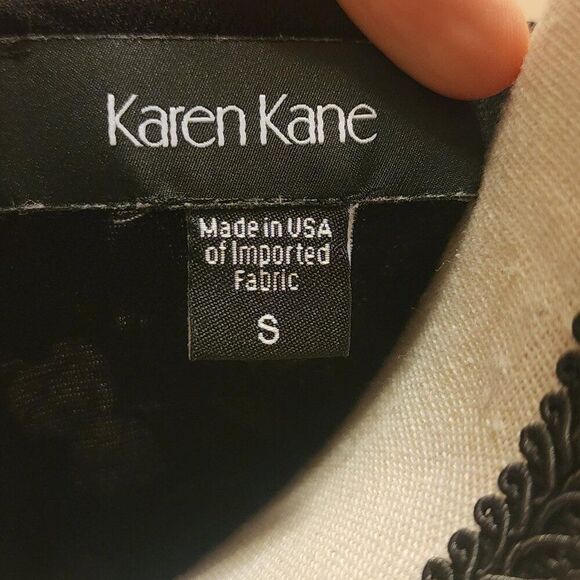 Karen Kane
Made in USA
of Imported
Fabric
S